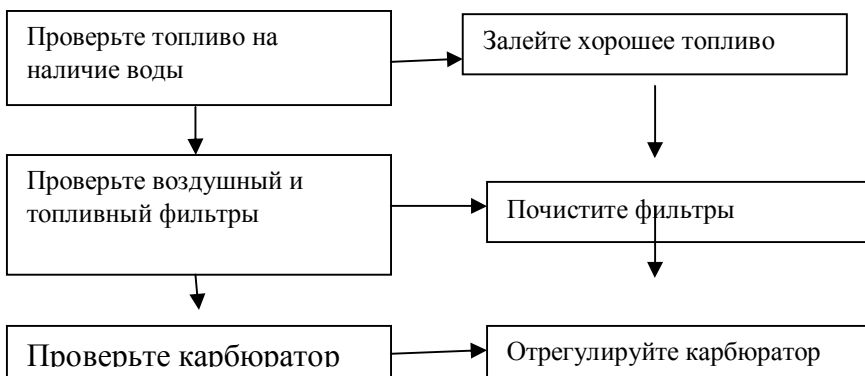 Проверьте топливо на
наличие воды
Залейте хорошее топливо
Проверьте воздушный и
топливный фильтры
Почистите фильтры
Проверьте карбюратор
Отрегулируйте карбюратор